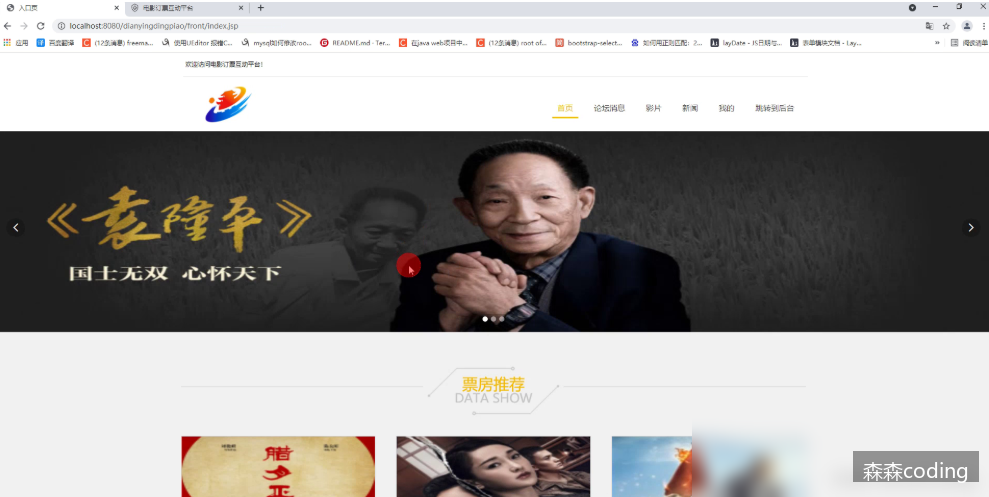 入口页
电影订票互动平台
localhost:8080/dianyingdingpiao/front/index.jsp
应用
百度翻译
(12条消息) freema...
使用UEditor 报错C...
mysql如何修改roo...
README.md · Ter...
在java web项目中...
(12条消息) root of...
bootstrap-select...
如何用正则匹配：2...
layDate - JS日期与...
表单模块文档 - Lay...
»
阅读清单
欢迎访问电影订票互动平台！
首页
论坛消息
影片
新闻
我的
跳转到后台
《袁隆平》
国士无双 心怀天下
票房推荐
DATA SHOW
腊
月
森森coding